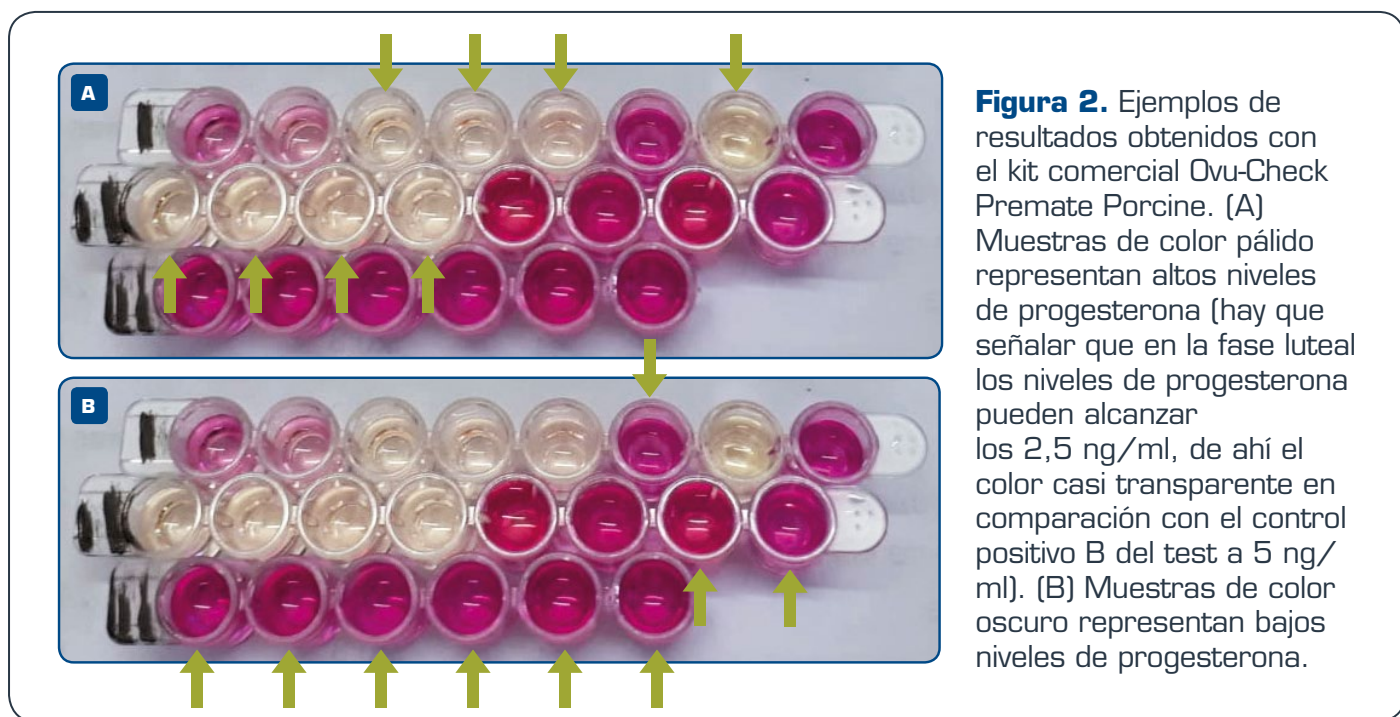 A
B
Figura 2. Ejemplos de
resultados obtenidos con
el kit comercial Ovu-Check
Premate Porcine. (A)
Muestras de color pálido
representan altos niveles
de progesterona (hay que
señalar que en la fase luteal
los niveles de progesterona
pueden alcanzar
los 2,5 ng/ml, de ahí el
color casi transparente en
comparación con el control
positivo B del test a 5 ng/
ml). (B) Muestras de color
oscuro representan bajos
niveles de progesterona.